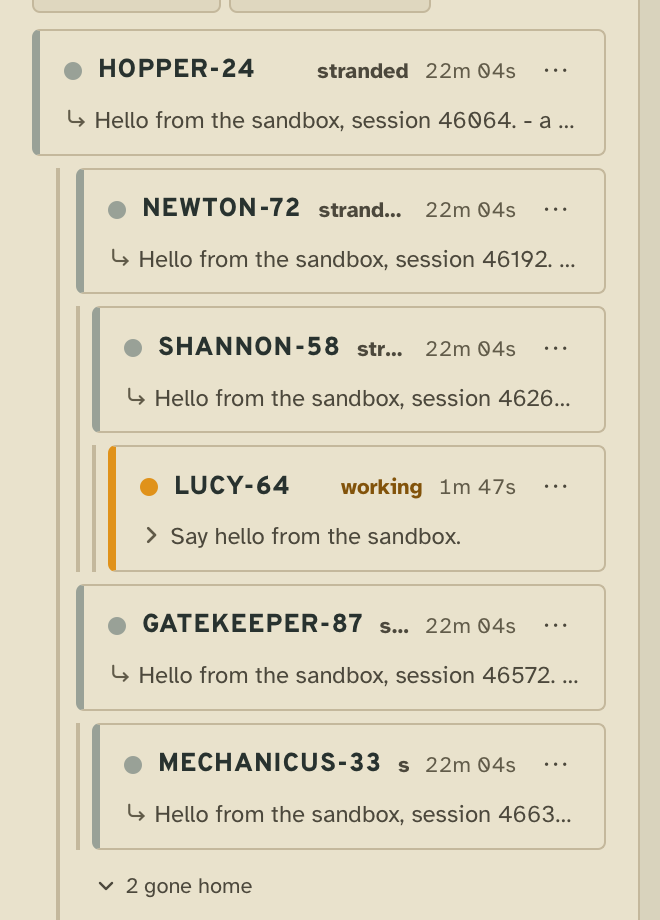 HOPPER-24 stranded 22m 04s ...
Hello from the sandbox, session 46064. - a ...
NEWTON-72 strand... 22m 04s ...
Hello from the sandbox, session 46192. ...
SHANNON-58 str... 22m 04s ...
Hello from the sandbox, session 4626...
LUCY-64 working 1m 47s ...
Say hello from the sandbox.
GATEKEEPER-87 s... 22m 04s ...
Hello from the sandbox, session 46572. ...
MECHANICUS-33 s 22m 04s ...
Hello from the sandbox, session 4663...
2 gone home